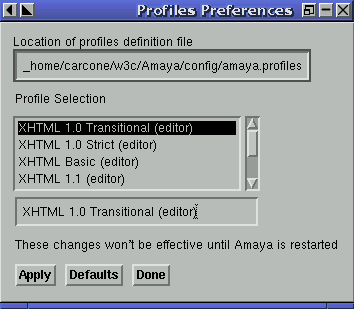 Profiles Preferences
Location of profiles definition file
_home/carcone/w3c/Amaya/config/amaya.profiles
Profile Selection
XHTML 1.0 Transitional (editor)
XHTML 1.0 Strict (editor)
XHTML Basic (editor)
XHTML 1.1 (editor)
XHTML 1.0 Transitional (editor)
These changes won't be effective until Amaya is restarted
Apply Defaults Done